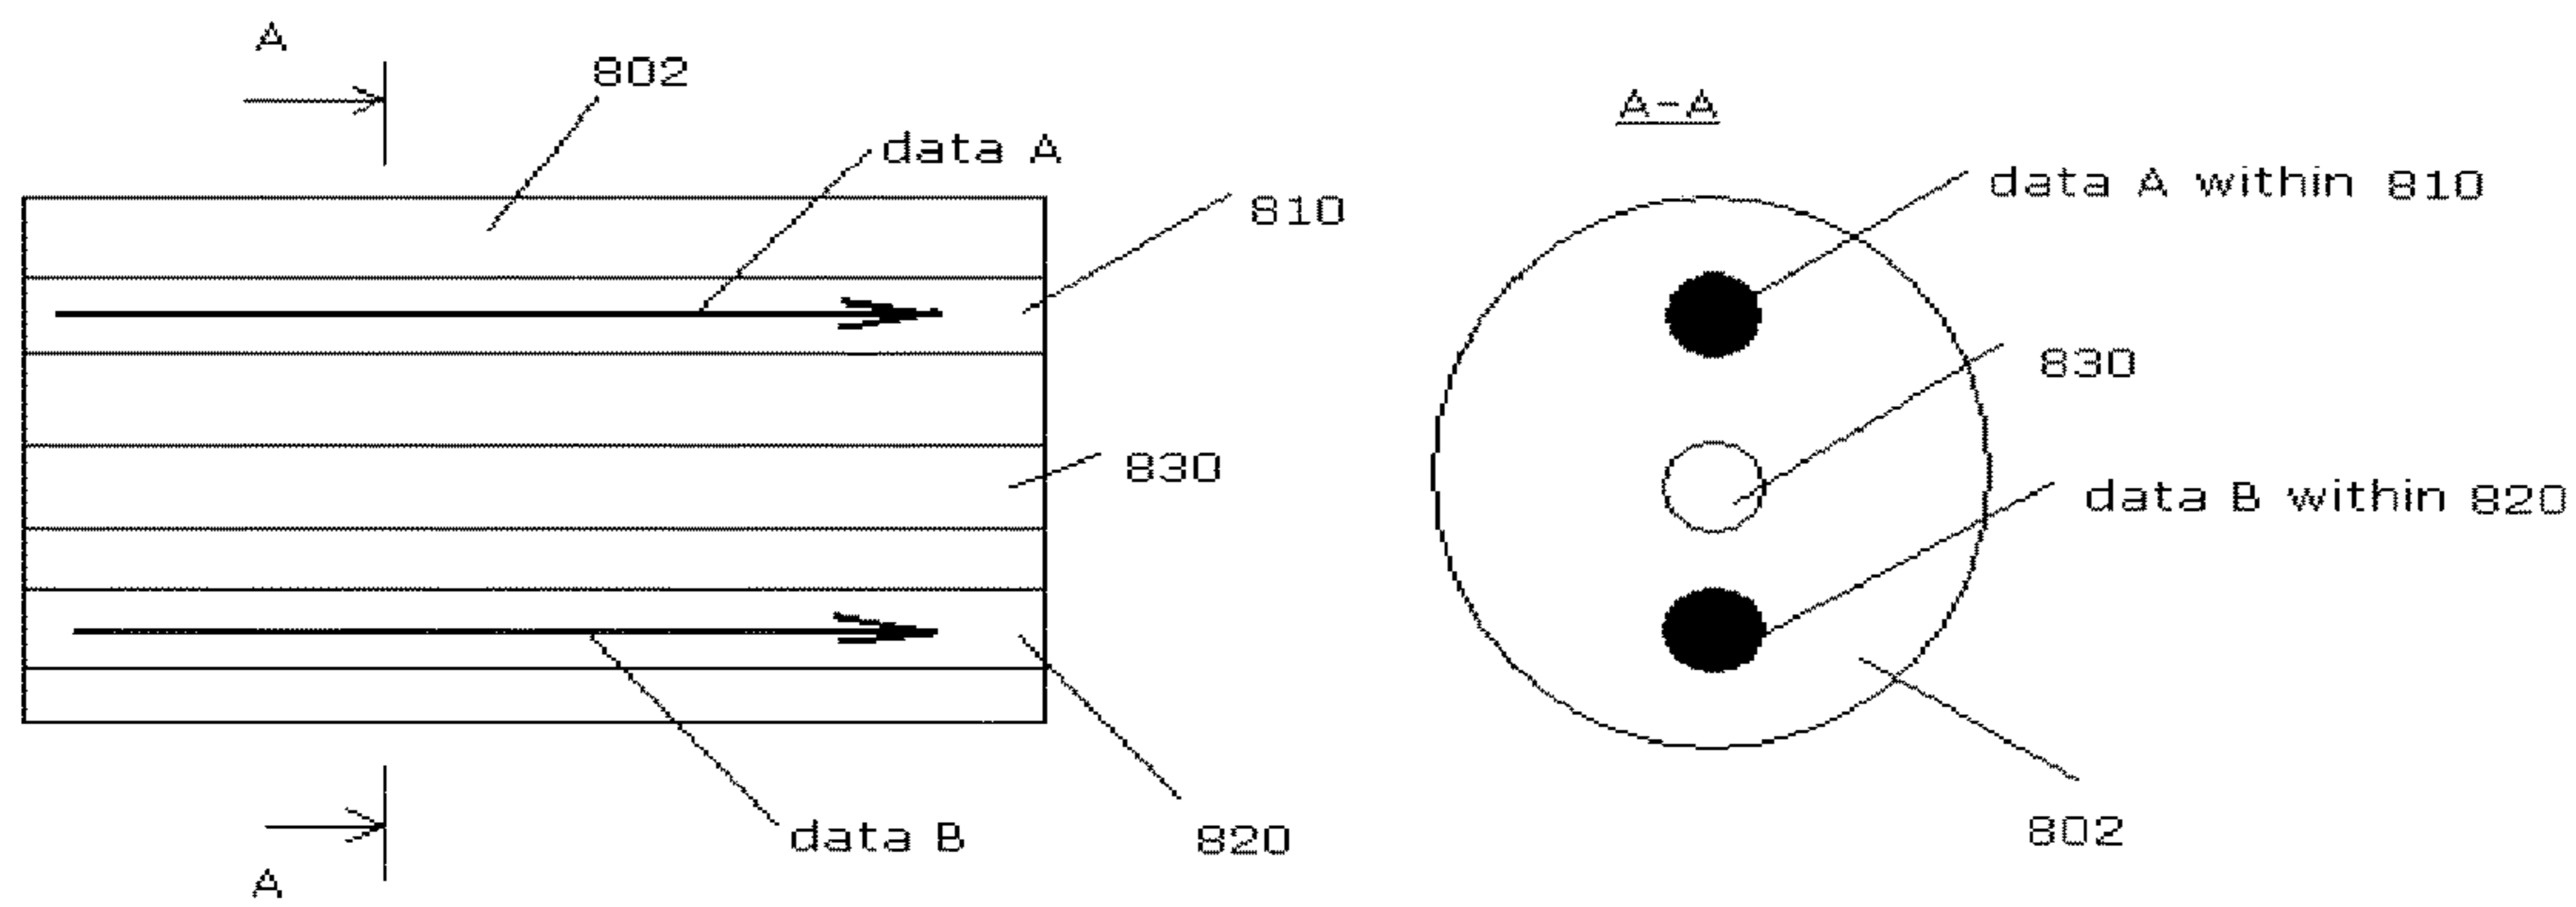 A
802
data A
810
830
820
data B
A
A-A
data A within 810
830
data B within 820
802